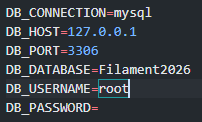 DB_CONNECTION=mysql
DB_HOST=127.0.0.1
DB_PORT=3306
DB_DATABASE=Filament2026
DB_USERNAME=root
DB_PASSWORD=